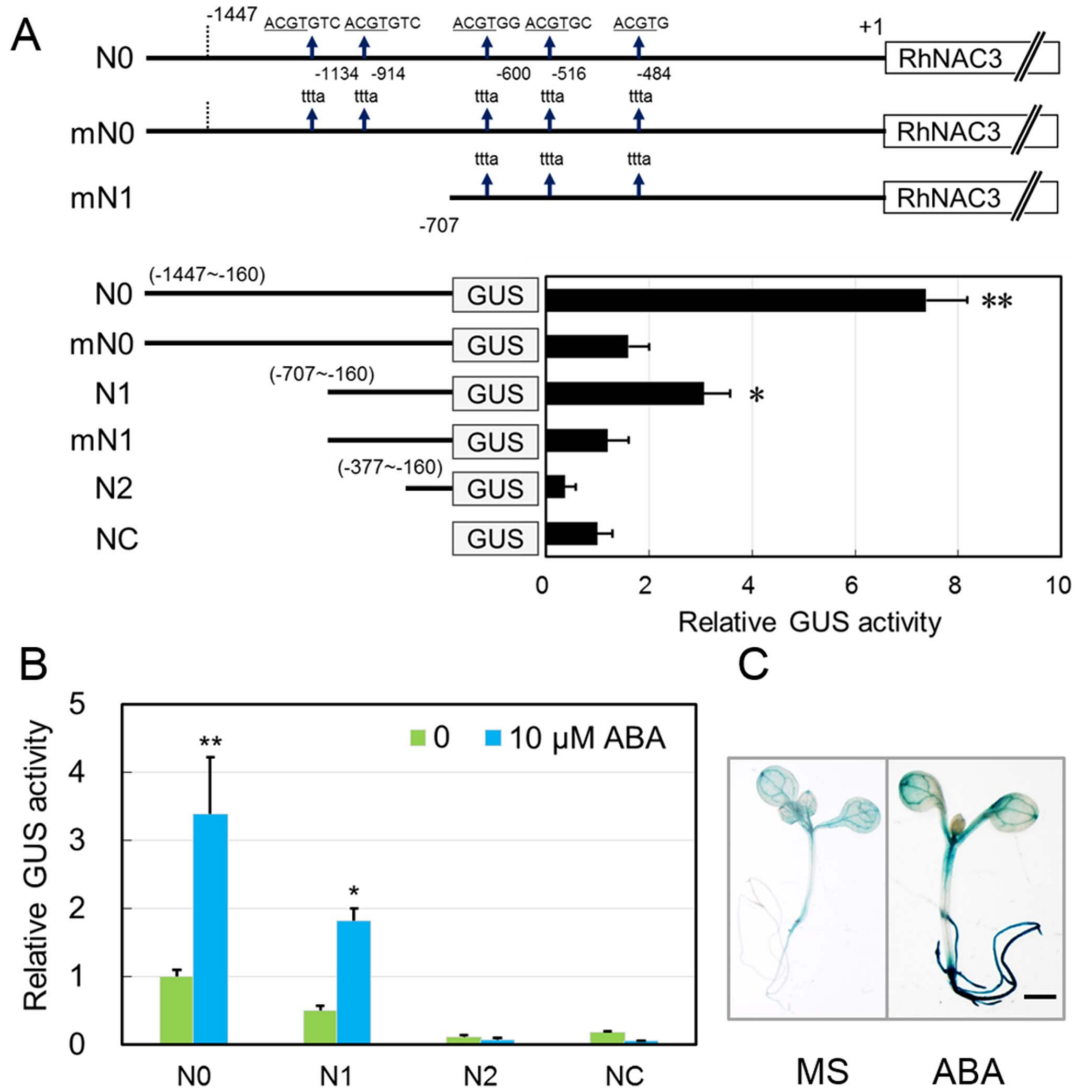 A
-1447 ACGTGTC ACGTGTC ACGTGG ACGTGC ACGTG +1
N0 RhNAC3
-1134 -914 -600 -516 -484
ttta ttta ttta ttta ttta
mN0 RhNAC3
ttta ttta ttta
mN1 RhNAC3
-707
(-1447~-160)
N0 GUS **
mN0 GUS
(-707~-160)
N1 GUS *
mN1 GUS
(-377~-160)
N2 GUS
NC GUS
0 2 4 6 8 10
Relative GUS activity
B
Relative GUS activity
5
4
3
2
1
0
0 10 µM ABA
**
*
N0 N1 N2 NC
C
MS ABA